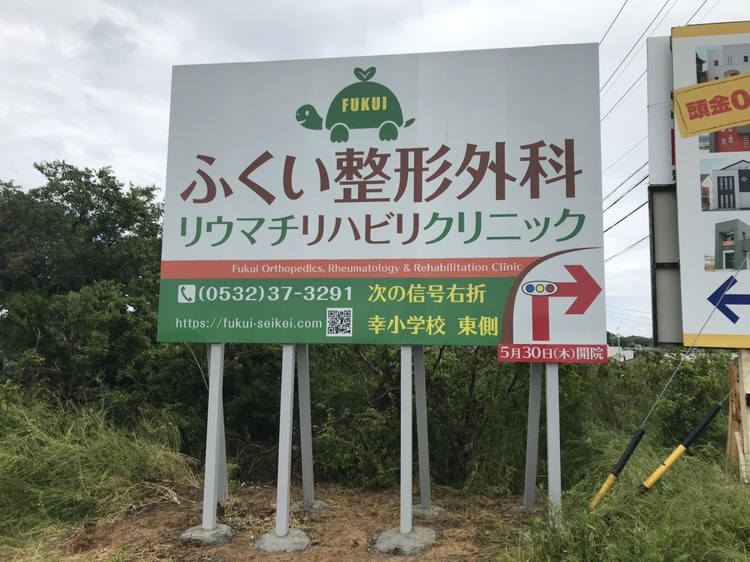 FUKUI
ふくい整形外科
リウマチリハビリクリニック
Fukui Orthopedics, Rheumatology & Rehabilitation Clinic
(0532)37-3291
https://fukui-seikei.com
次の信号右折
幸小学校 東側
5月30日(木)開院
頭金0